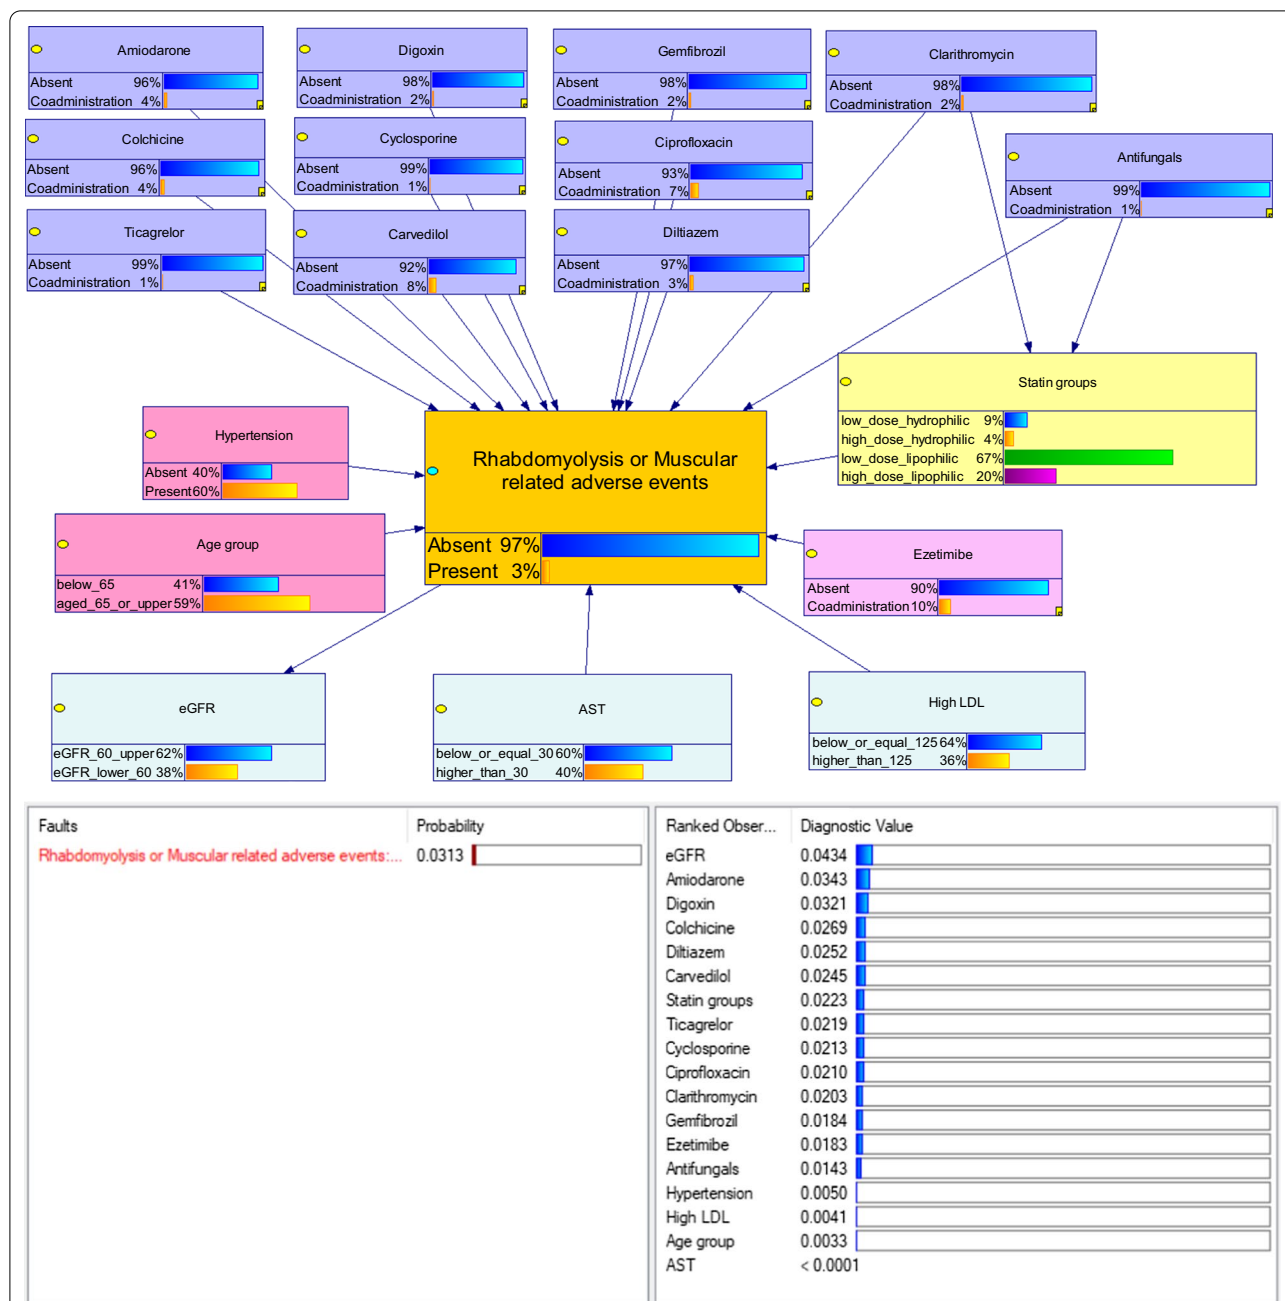 Amiodarone
Absent 96%
Coadministration 4%
Digoxin
Absent 98%
Coadministration 2%
Gemfibrozil
Absent 98%
Coadministration 2%
Clarithromycin
Absent 98%
Coadministration 2%
Colchicine
Absent 96%
Coadministration 4%
Cyclosporine
Absent 99%
Coadministration 1%
Ciprofloxacin
Absent 93%
Coadministration 7%
Antifungals
Absent 99%
Coadministration 1%
Ticagrelor
Absent 99%
Coadministration 1%
Carvedilol
Absent 92%
Coadministration 8%
Diltiazem
Absent 97%
Coadministration 3%
Statin groups
low_dose_hydrophilic 9%
high_dose_hydrophilic 4%
low_dose_lipophilic 67%
high_dose_lipophilic 20%
Hypertension
Absent 40%
Present 60%
Rhabdomyolysis or Muscular
related adverse events
Absent 97%
Present 3%
Age group
below_65 41%
aged_65_or_upper 59%
Ezetimibe
Absent 90%
Coadministration 10%
eGFR
eGFR_60_upper 62%
eGFR_lower_60 38%
AST
below_or_equal_30 60%
higher_than_30 40%
High LDL
below_or_equal_125 64%
higher_than_125 36%
Faults Probability
Rhabdomyolysis or Muscular related adverse events:... 0.0313
Ranked Obser... Diagnostic Value
eGFR 0.0434
Amiodarone 0.0343
Digoxin 0.0321
Colchicine 0.0269
Diltiazem 0.0252
Carvedilol 0.0245
Statin groups 0.0223
Ticagrelor 0.0219
Cyclosporine 0.0213
Ciprofloxacin 0.0210
Clarithromycin 0.0203
Gemfibrozil 0.0184
Ezetimibe 0.0183
Antifungals 0.0143
Hypertension 0.0050
High LDL 0.0041
Age group 0.0033
AST < 0.0001